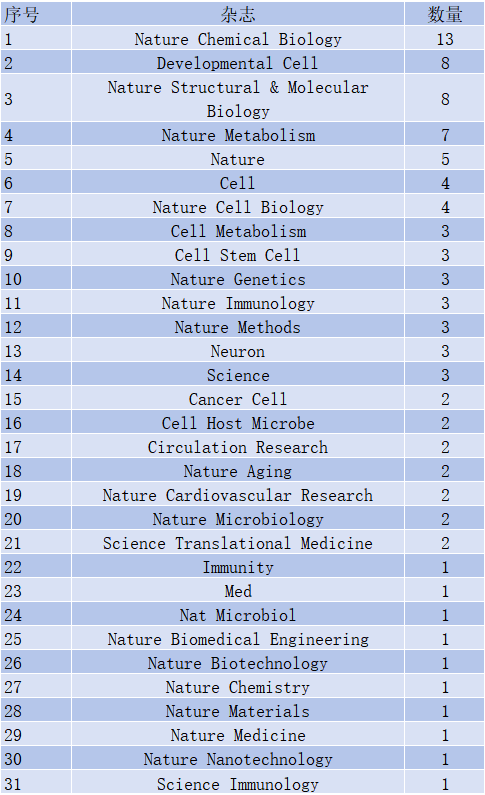 序号 杂志 数量
1 Nature Chemical Biology 13
2 Developmental Cell 8
3 Nature Structural & Molecular Biology 8
4 Nature Metabolism 7
5 Nature 5
6 Cell 4
7 Nature Cell Biology 4
8 Cell Metabolism 3
9 Cell Stem Cell 3
10 Nature Genetics 3
11 Nature Immunology 3
12 Nature Methods 3
13 Neuron 3
14 Science 3
15 Cancer Cell 2
16 Cell Host Microbe 2
17 Circulation Research 2
18 Nature Aging 2
19 Nature Cardiovascular Research 2
20 Nature Microbiology 2
21 Science Translational Medicine 2
22 Immunity 1
23 Med 1
24 Nat Microbiol 1
25 Nature Biomedical Engineering 1
26 Nature Biotechnology 1
27 Nature Chemistry 1
28 Nature Materials 1
29 Nature Medicine 1
30 Nature Nanotechnology 1
31 Science Immunology 1